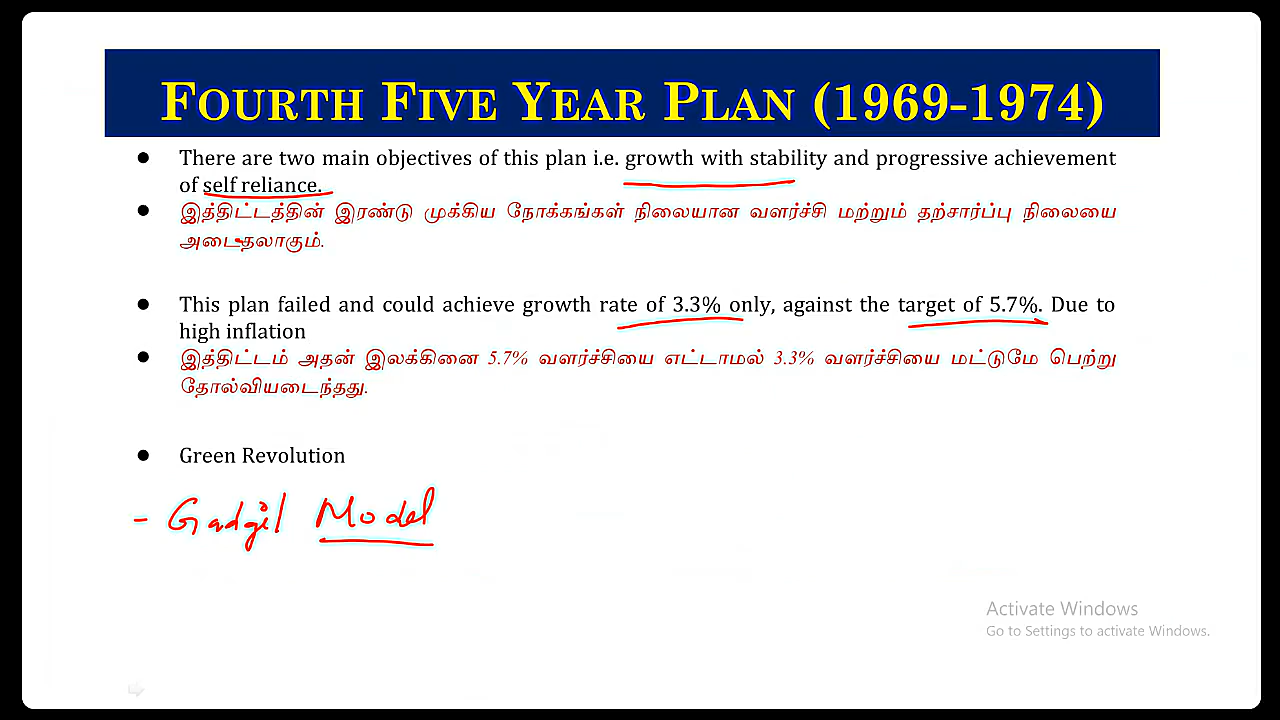 FOURTH FIVE YEAR PLAN (1969-1974)
● There are two main objectives of this plan i.e. growth with stability and progressive achievement
of self reliance.
● இத்திட்டத்தின் இரண்டு முக்கிய நோக்கங்கள் நிலையான வளர்ச்சி மற்றும் தற்சார்ப்பு நிலையை
அடைதலாகும்.
● This plan failed and could achieve growth rate of 3.3% only, against the target of 5.7%. Due to
high inflation
● இத்திட்டம் அதன் இலக்கினை 5.7% வளர்ச்சியை எட்டாமல் 3.3% வளர்ச்சியை மட்டுமே பெற்று
தோல்வியடைந்தது.
● Green Revolution
- Gadgil Model
Activate Windows
Go to Settings to activate Windows.